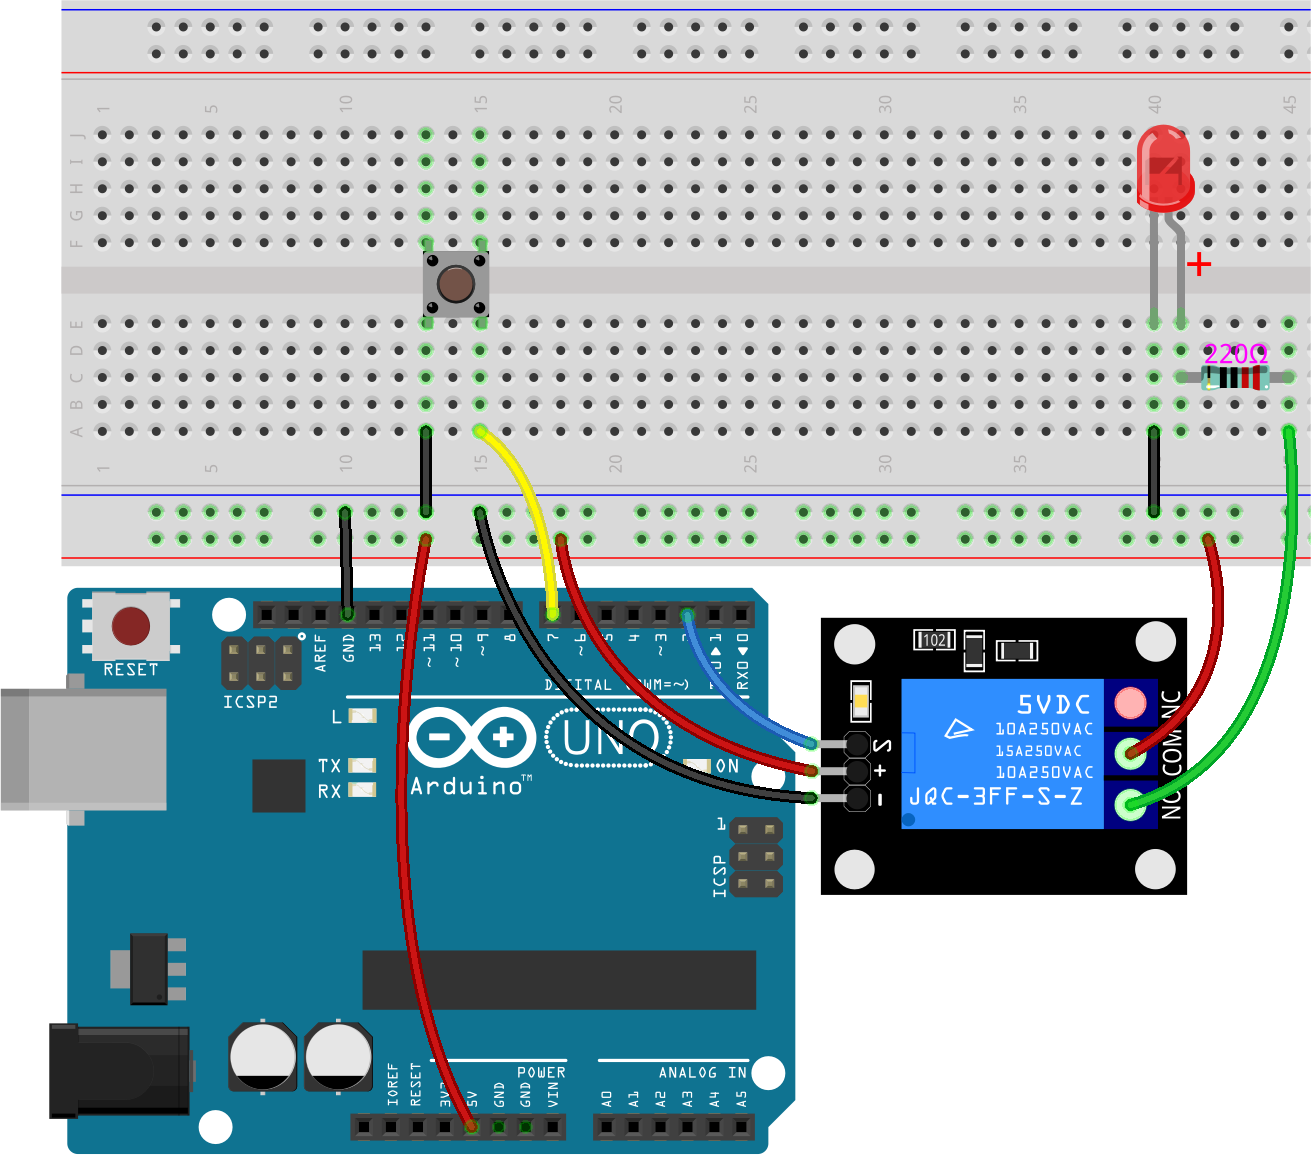 1 5 10 15 20 25 30 35 40 45
J
I
H
G
F
+
E
D
220Ω
C
B
A
1 5 10 15 20 25 30 35
RESET
ICSP2
AREF
GND
13
12
~11
~10
~9
8
7
~6
5
4
~3
2
1
RX0◄0
DIGITAL (PWM=~)
L
TX
RX
UNO
Arduino™
ON
1
ICSP
IOREF
RESET
3V3
5V
GND
GND
VIN
POWER
ANALOG IN
A0
A1
A2
A3
A4
A5
102
S
+
-
5VDC
10A250VAC
15A250VAC
10A250VAC
JQC-3FF-S-Z
NC
COM